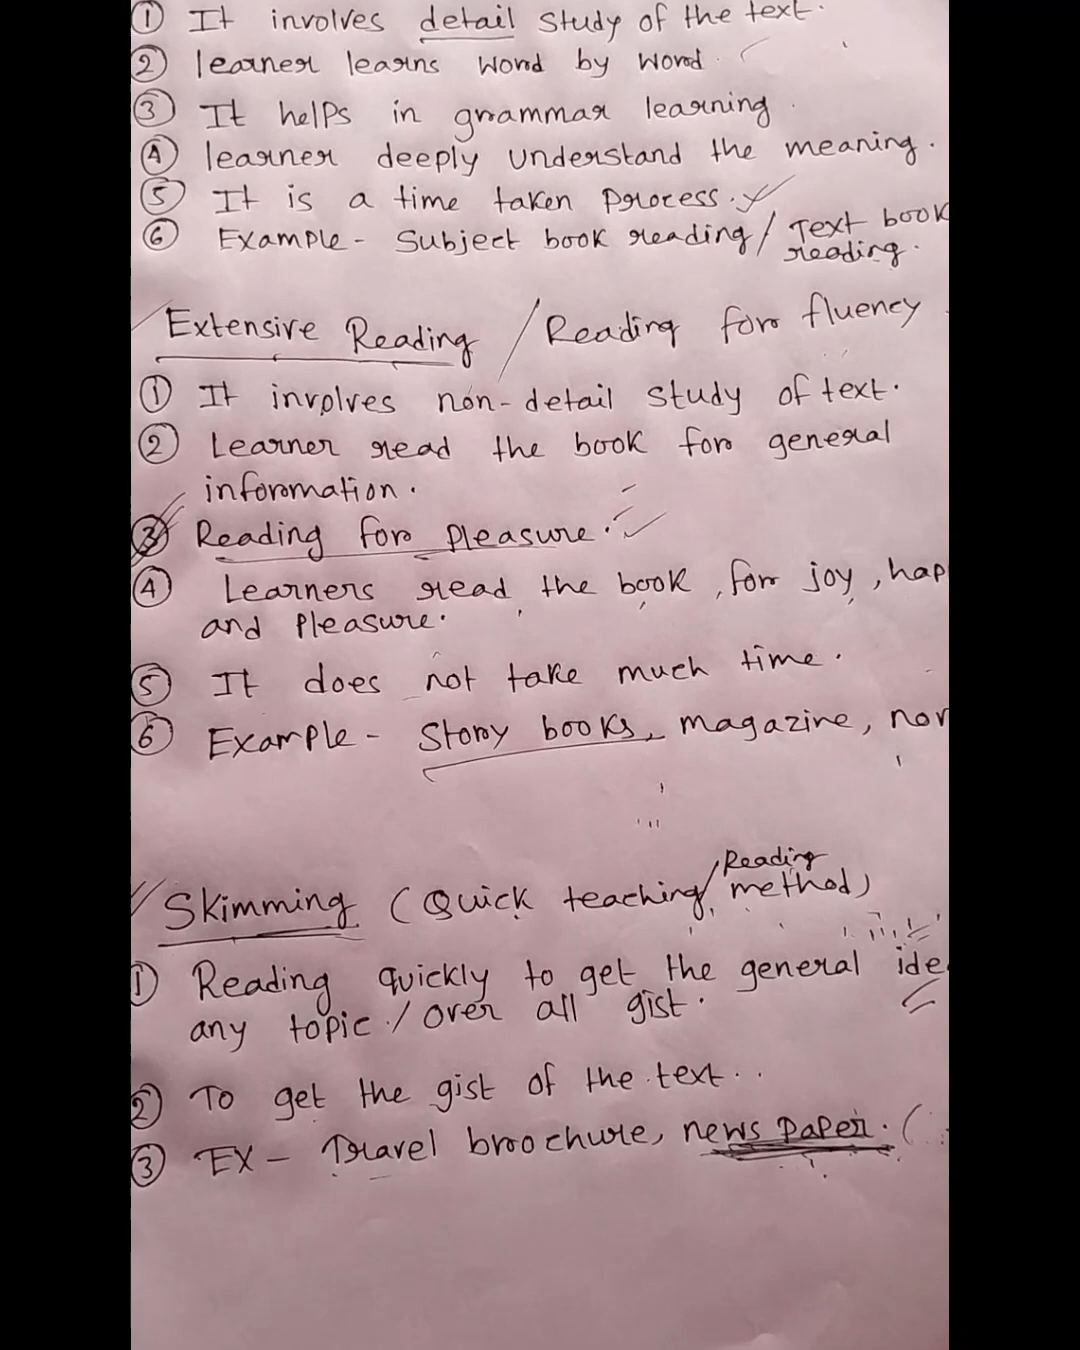 ① It involves detail study of the text.
② learner learns word by word.
③ It helps in grammar learning.
④ learner deeply understand the meaning.
⑤ It is a time taken process.
⑥ Example - Subject book reading / Text book
reading.
Extensive Reading / Reading for fluency
① It involves non-detail study of text.
② Learner read the book for general
information.
③ Reading for pleasure.
④ Learners read the book, for joy, hap
and pleasure.
⑤ It does not take much time.
⑥ Example - Story books, magazine, nov
Reading
Skimming (Quick teaching/ method)
① Reading quickly to get the general ide
any topic / over all gist.
② To get the gist of the text..
③ EX - Travel broochure, news paper. (